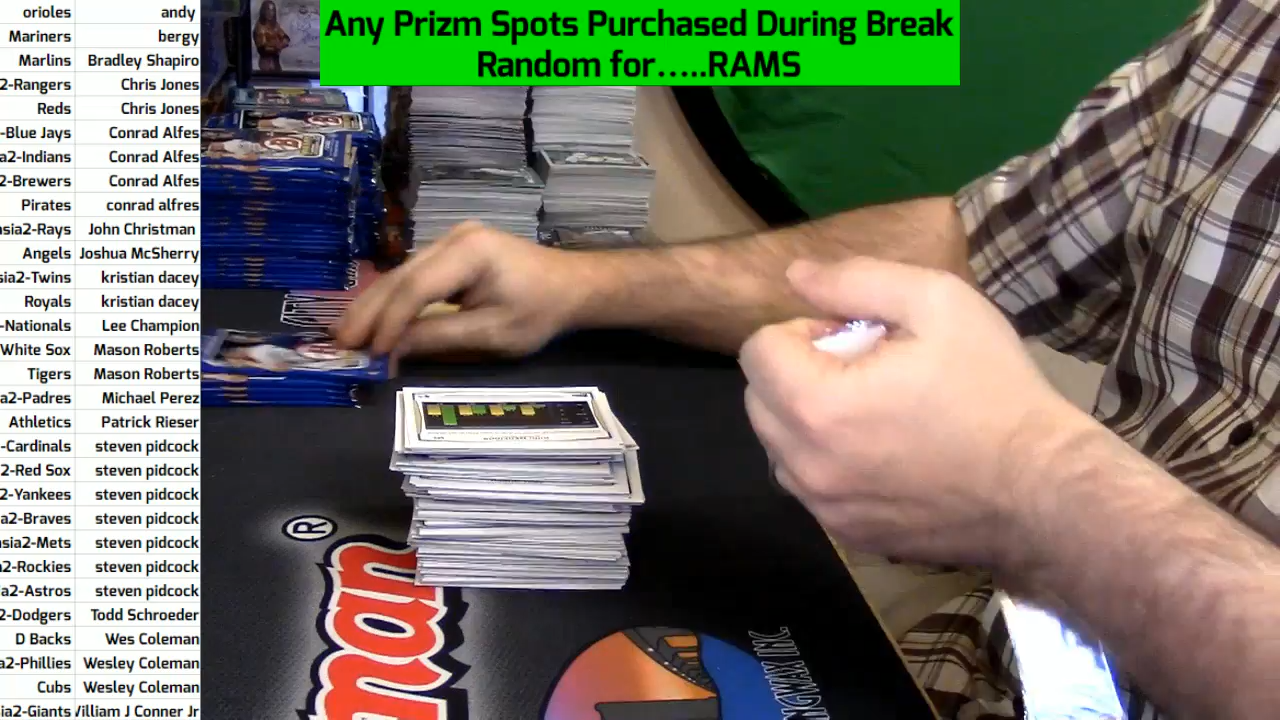 Any Prizm Spots Purchased During Break
Random for…..RAMS
orioles andy
Mariners bergy
Marlins Bradley Shapiro
2-Rangers Chris Jones
Reds Chris Jones
-Blue Jays Conrad Alfes
a2-Indians Conrad Alfes
2-Brewers Conrad Alfes
Pirates conrad alfres
sia2-Rays John Christman
Angels Joshua McSherry
sia2-Twins kristian dacey
Royals kristian dacey
-Nationals Lee Champion
White Sox Mason Roberts
Tigers Mason Roberts
a2-Padres Michael Perez
Athletics Patrick Rieser
-Cardinals steven pidcock
2-Red Sox steven pidcock
2-Yankees steven pidcock
a2-Braves steven pidcock
sia2-Mets steven pidcock
a2-Rockies steven pidcock
ia2-Astros steven pidcock
2-Dodgers Todd Schroeder
D Backs Wes Coleman
a2-Phillies Wesley Coleman
Cubs Wesley Coleman
sia2-Giants William J Conner Jr
man ®
NGWAX INC.